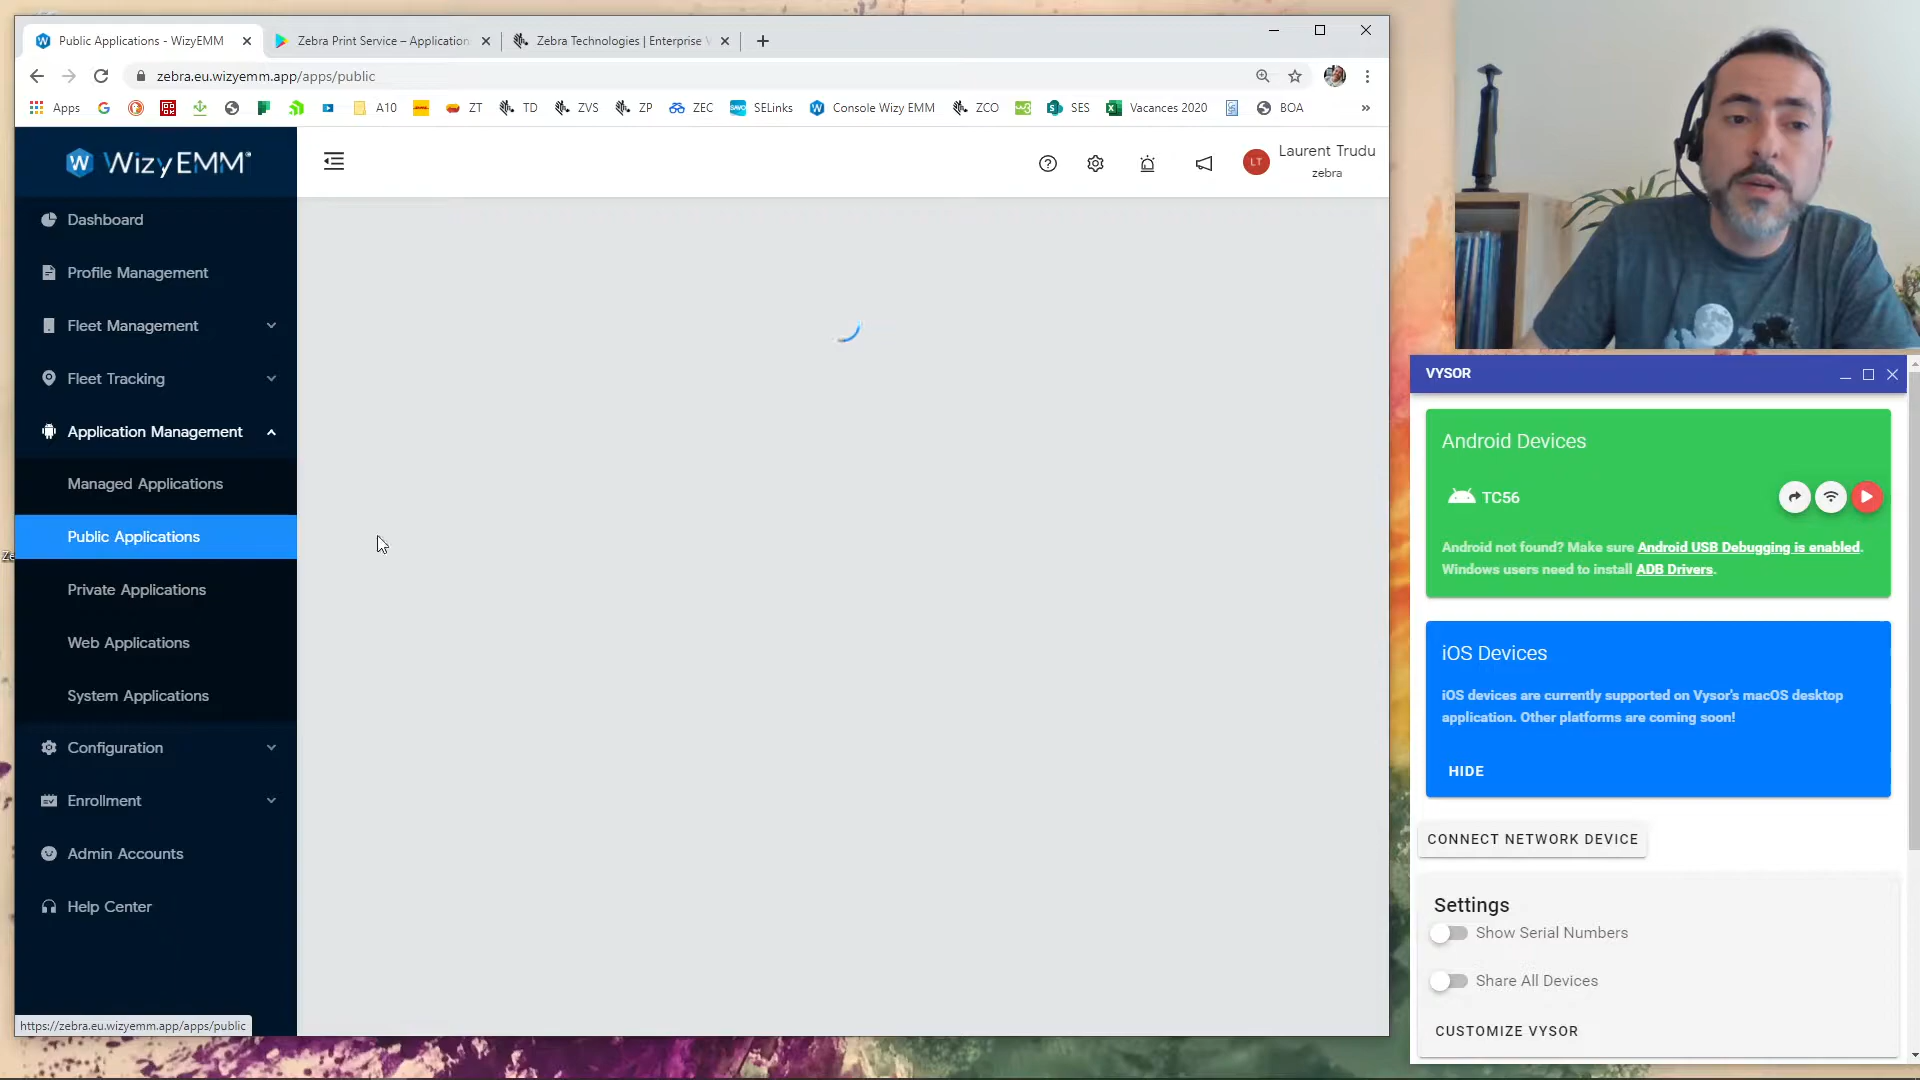 Public Applications - WizyEMM
Zebra Print Service – Application
Zebra Technologies | Enterprise
zebra.eu.wizyemm.app/apps/public
Apps
A10
ZT
TD
ZVS
ZP
ZEC
SELinks
Console Wizy EMM
ZCO
SES
Vacances 2020
BOA
»
W WizyEMM
Laurent Trudu
LT
zebra
Dashboard
Profile Management
Fleet Management
Fleet Tracking
Application Management
Managed Applications
Public Applications
Private Applications
Web Applications
System Applications
Configuration
Enrollment
Admin Accounts
Help Center
https://zebra.eu.wizyemm.app/apps/public
VYSOR
Android Devices
TC56
Android not found? Make sure Android USB Debugging is enabled.
Windows users need to install ADB Drivers.
iOS Devices
iOS devices are currently supported on Vysor's macOS desktop
application. Other platforms are coming soon!
HIDE
CONNECT NETWORK DEVICE
Settings
Show Serial Numbers
Share All Devices
CUSTOMIZE VYSOR